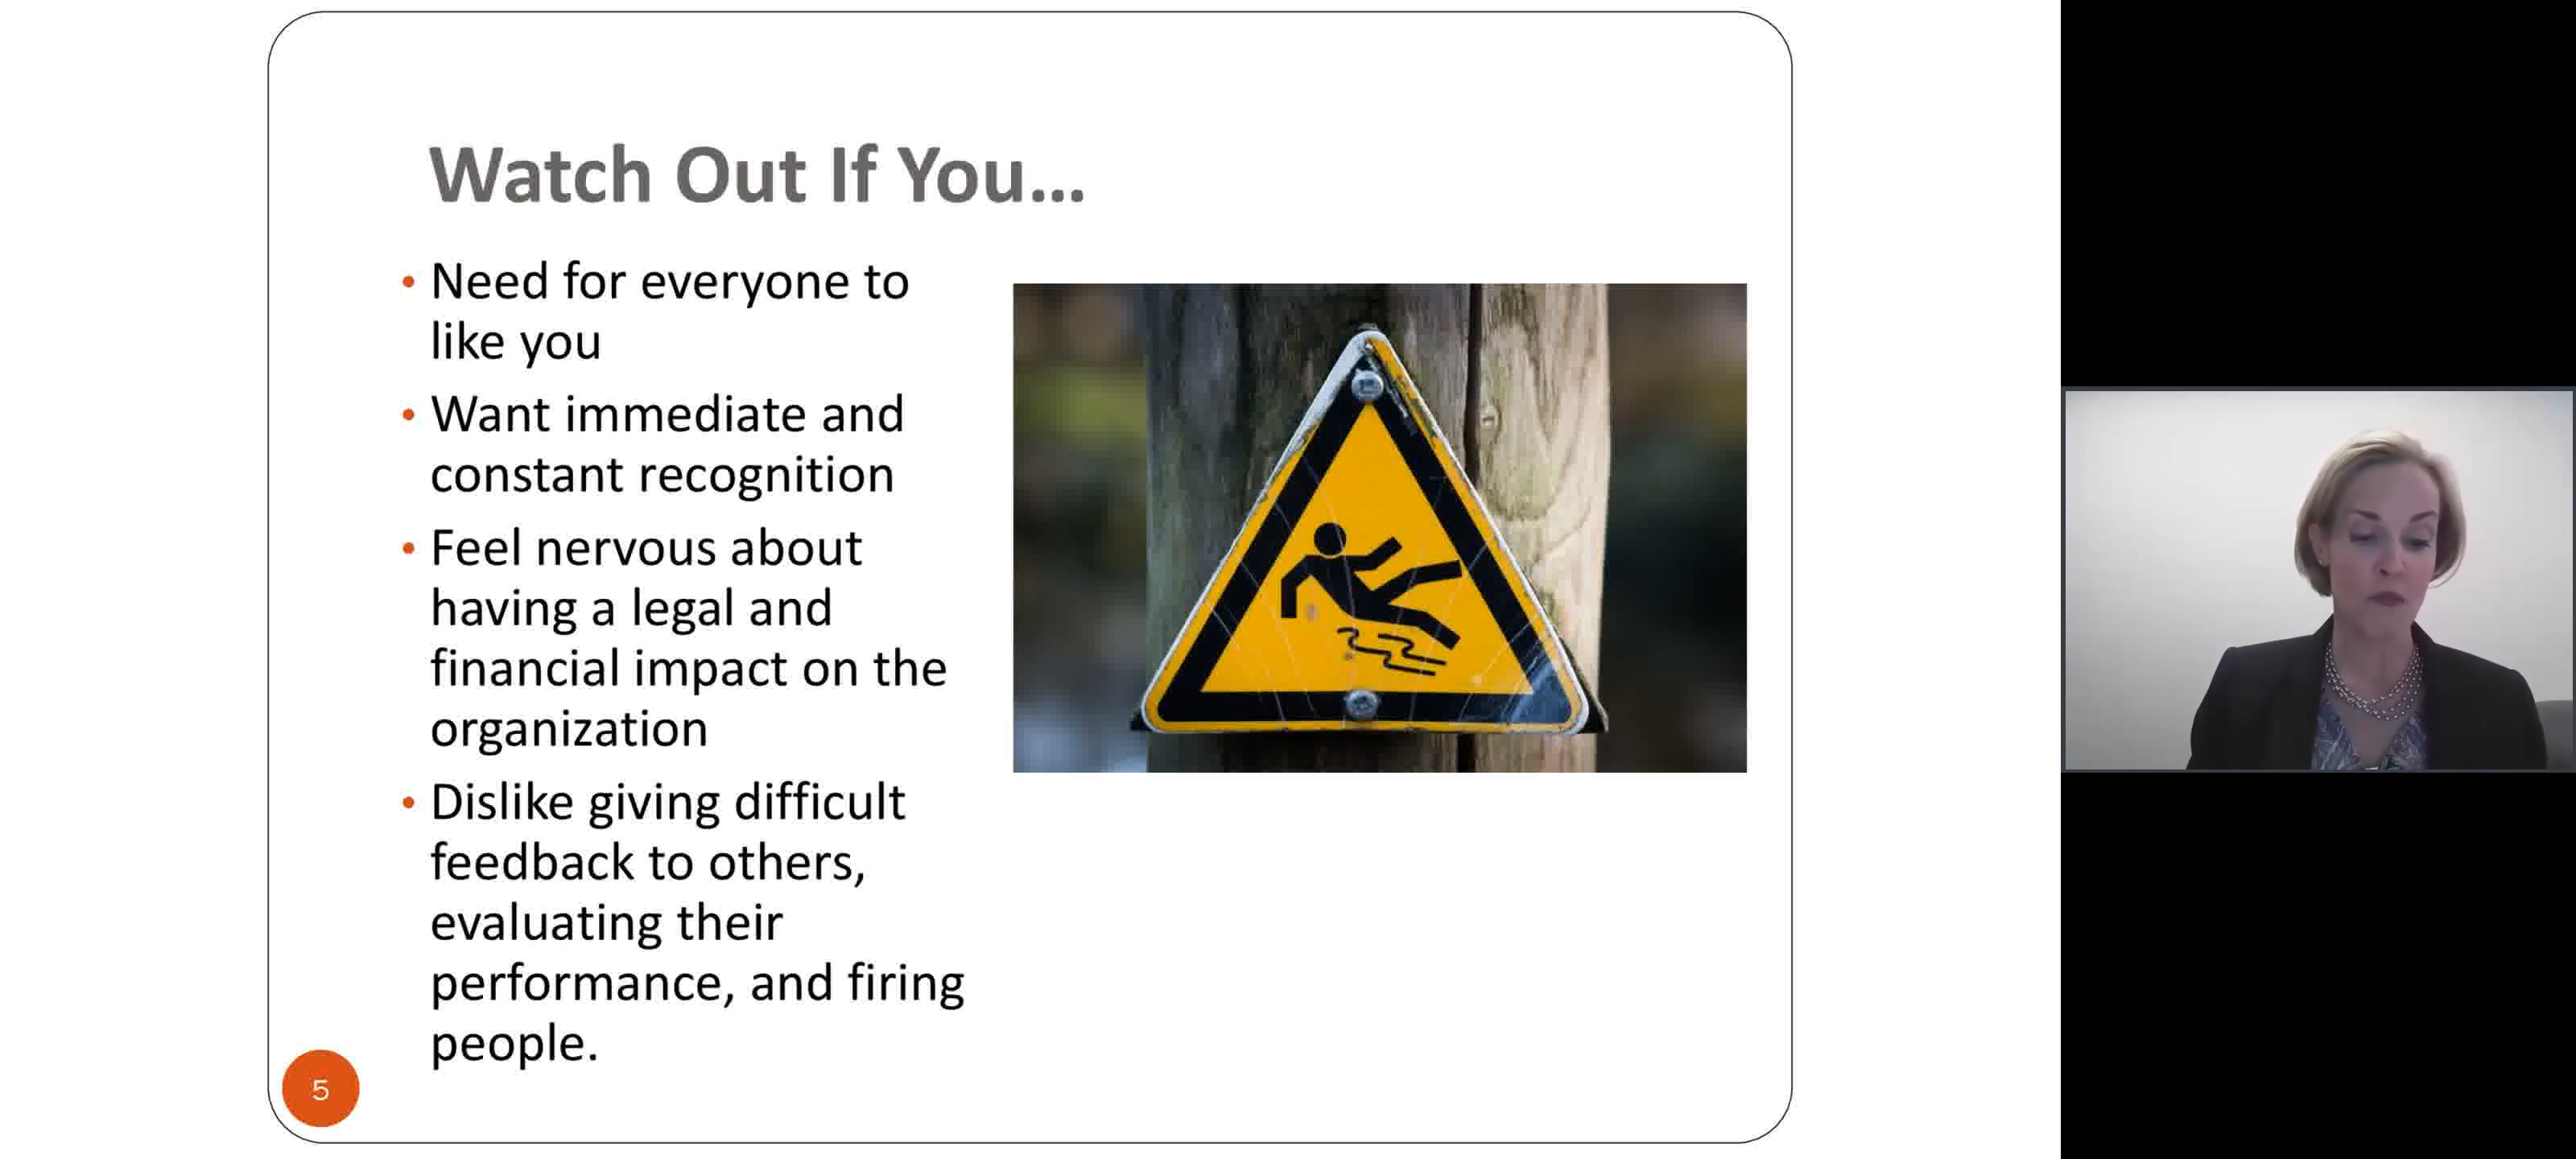 Watch Out If You...
• Need for everyone to
like you
• Want immediate and
constant recognition
• Feel nervous about
having a legal and
financial impact on the
organization
• Dislike giving difficult
feedback to others,
evaluating their
performance, and firing
people.
5